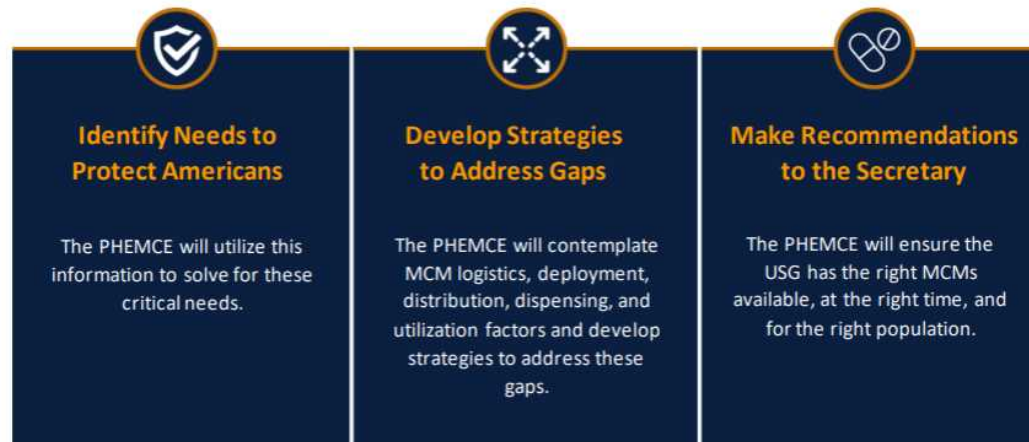 Identify Needs to
Protect Americans
The PHEMCE will utilize this
information to solve for these
critical needs.
Develop Strategies
to Address Gaps
The PHEMCE will contemplate
MCM logistics, deployment,
distribution, dispensing, and
utilization factors and develop
strategies to address these
gaps.
Make Recommendations
to the Secretary
The PHEMCE will ensure the
USG has the right MCMs
available, at the right time, and
for the right population.